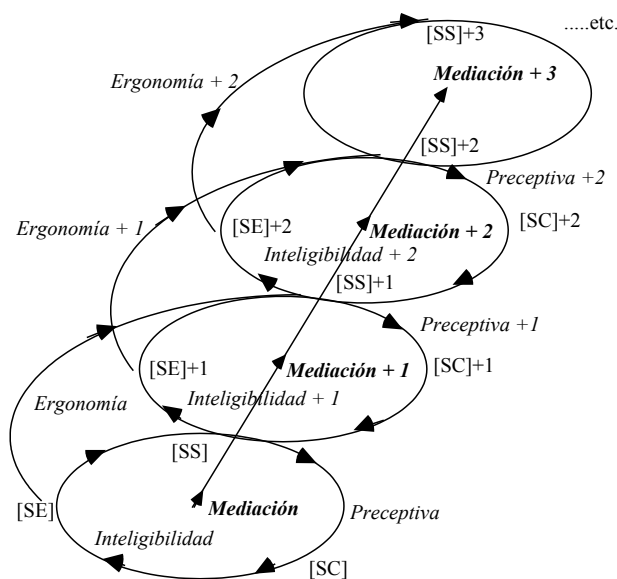 .....etc.
[SS]+3
Mediación + 3
Ergonomía + 2
[SS]+2
Preceptiva +2
[SE]+2
[SC]+2
Ergonomía + 1
Mediación + 2
Inteligibilidad + 2
[SS]+1
Preceptiva +1
[SE]+1
Mediación + 1
[SC]+1
Ergonomía
Inteligibilidad + 1
[SS]
[SE]
Mediación
Preceptiva
Inteligibilidad
[SC]